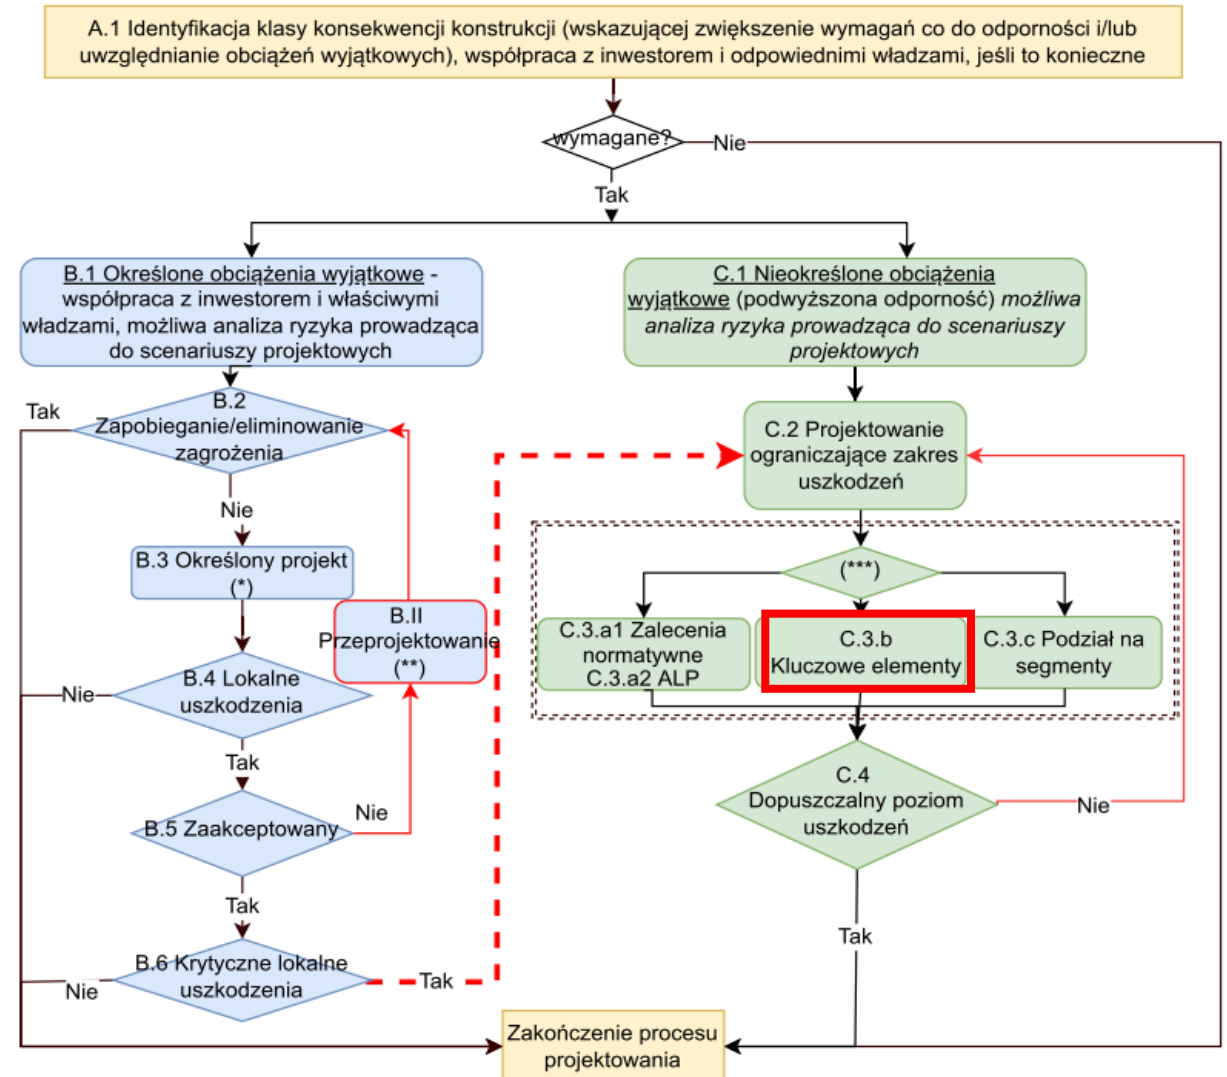 A.1 Identyfikacja klasy konsekwencji konstrukcji (wskazującej zwiększenie wymagań co do odporności i/lub
uwzględnianie obciążeń wyjątkowych), współpraca z inwestorem i odpowiednimi władzami, jeśli to konieczne
wymagane?
Nie
Tak
B.1 Określone obciążenia wyjątkowe -
współpraca z inwestorem i właściwymi
władzami, możliwa analiza ryzyka prowadząca
do scenariuszy projektowych
C.1 Nieokreślone obciążenia
wyjątkowe (podwyższona odporność) możliwa
analiza ryzyka prowadząca do scenariuszy
projektowych
Tak
B.2
Zapobieganie/eliminowanie
zagrożenia
Nie
B.3 Określony projekt
(*)
B.II
Przeprojektowanie
(**)
B.4 Lokalne
uszkodzenia
Nie
Tak
B.5 Zaakceptowany
Nie
Tak
B.6 Krytyczne lokalne
uszkodzenia
Nie
Tak
C.2 Projektowanie
ograniczające zakres
uszkodzeń
(***)
C.3.a1 Zalecenia
normatywne
C.3.a2 ALP
C.3.b
Kluczowe elementy
C.3.c Podział na
segmenty
C.4
Dopuszczalny poziom
uszkodzeń
Nie
Tak
Zakończenie procesu
projektowania